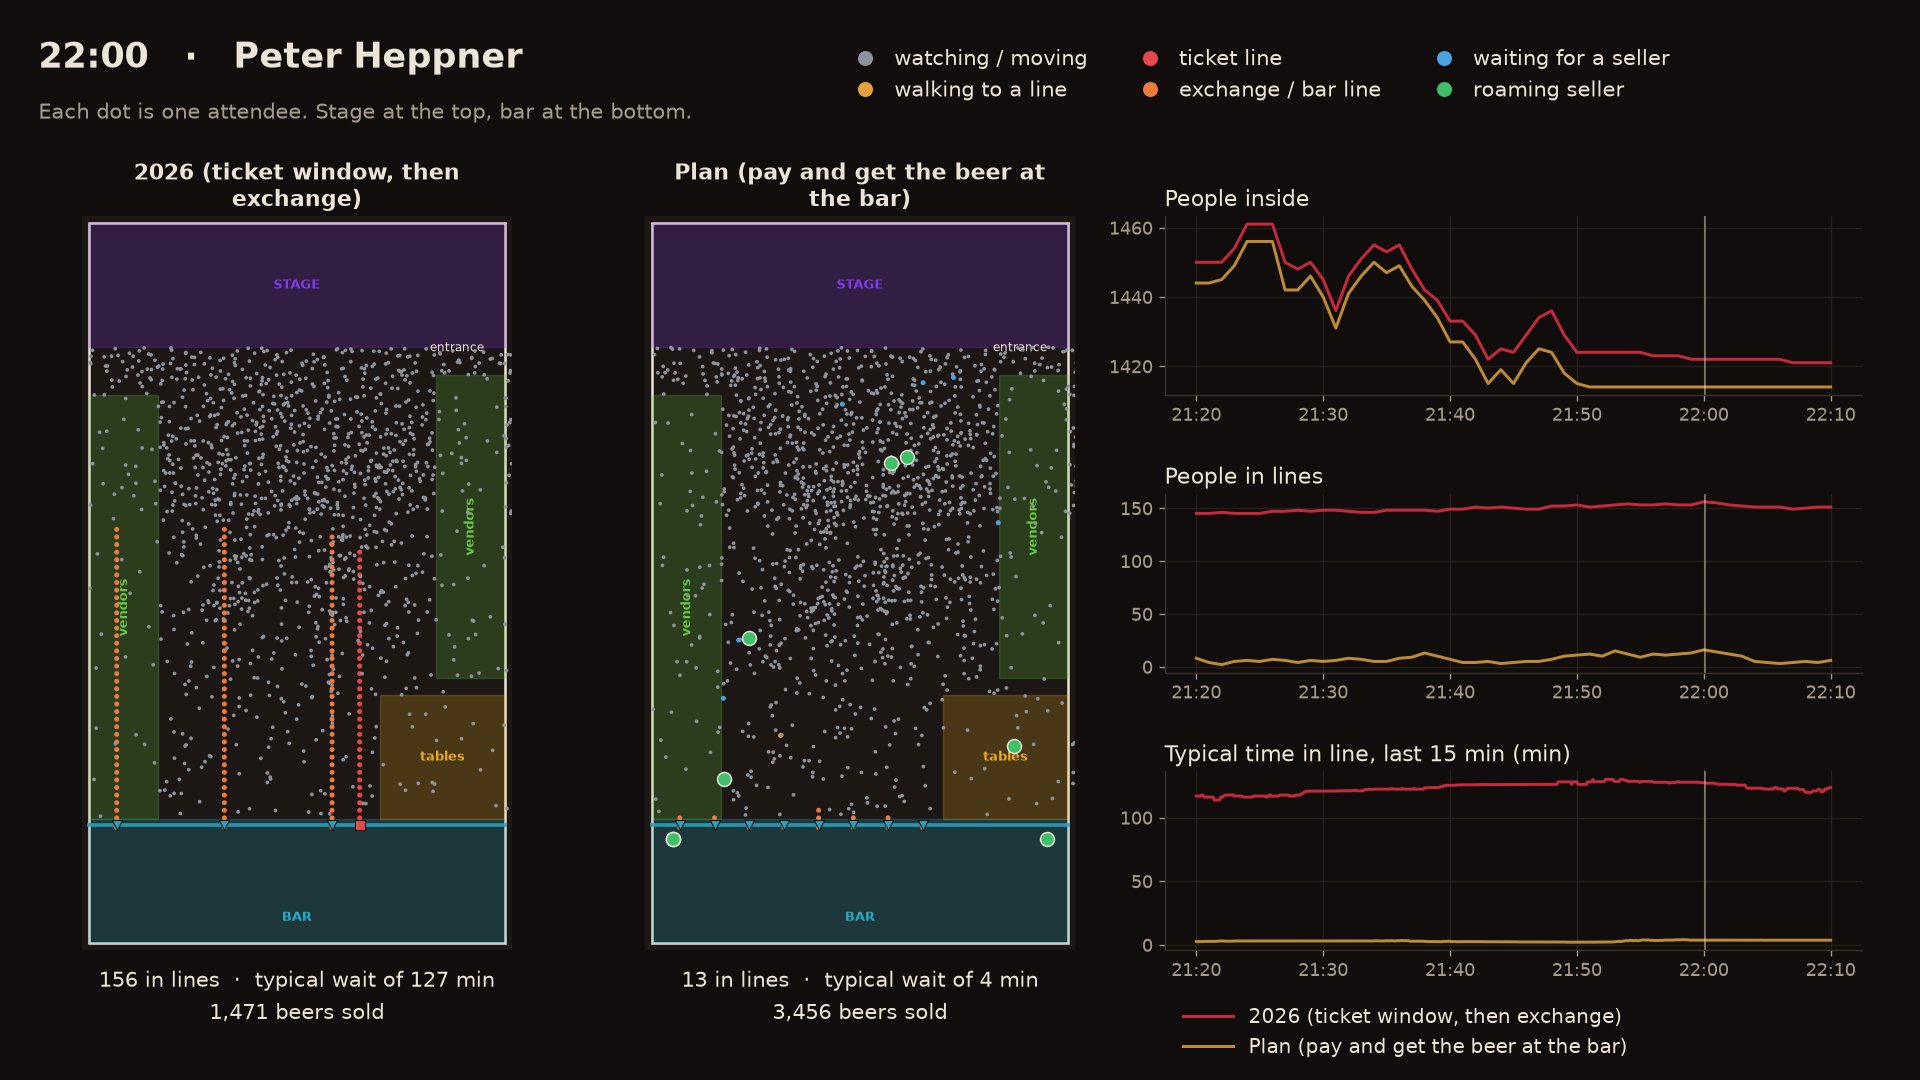 22:00 · Peter Heppner
Each dot is one attendee. Stage at the top, bar at the bottom.
watching / moving
walking to a line
ticket line
exchange / bar line
waiting for a seller
roaming seller
2026 (ticket window, then
exchange)
STAGE
entrance
vendors
vendors
tables
BAR
156 in lines · typical wait of 127 min
1,471 beers sold
Plan (pay and get the beer at
the bar)
STAGE
entrance
vendors
vendors
tables
BAR
13 in lines · typical wait of 4 min
3,456 beers sold
People inside
1460
1440
1420
21:20 21:30 21:40 21:50 22:00 22:10
People in lines
150
100
50
0
21:20 21:30 21:40 21:50 22:00 22:10
Typical time in line, last 15 min (min)
100
50
0
21:20 21:30 21:40 21:50 22:00 22:10
2026 (ticket window, then exchange)
Plan (pay and get the beer at the bar)